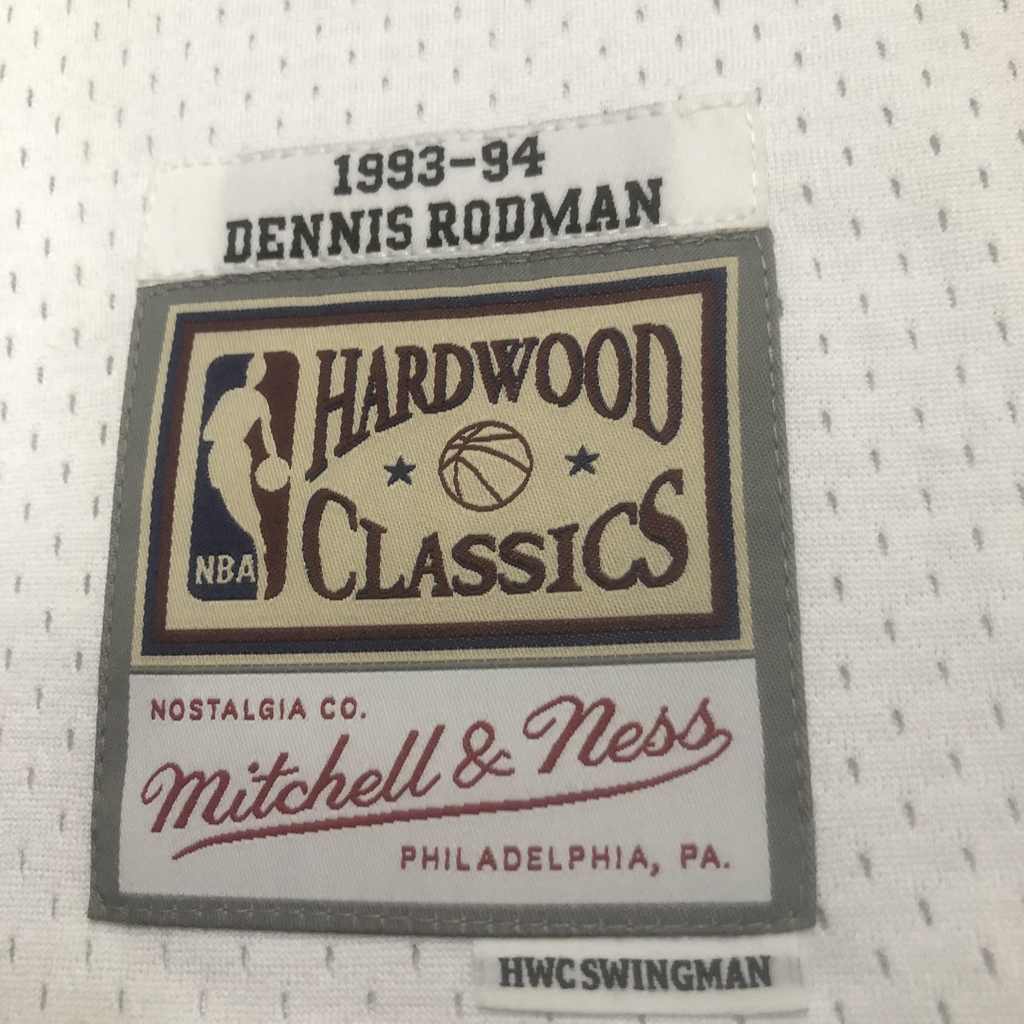 1993-94
DENNIS RODMAN
HARDWOOD
CLASSICS
NBA
NOSTALGIA CO.
Mitchell & Ness
PHILADELPHIA, PA.
HWC SWINGMAN